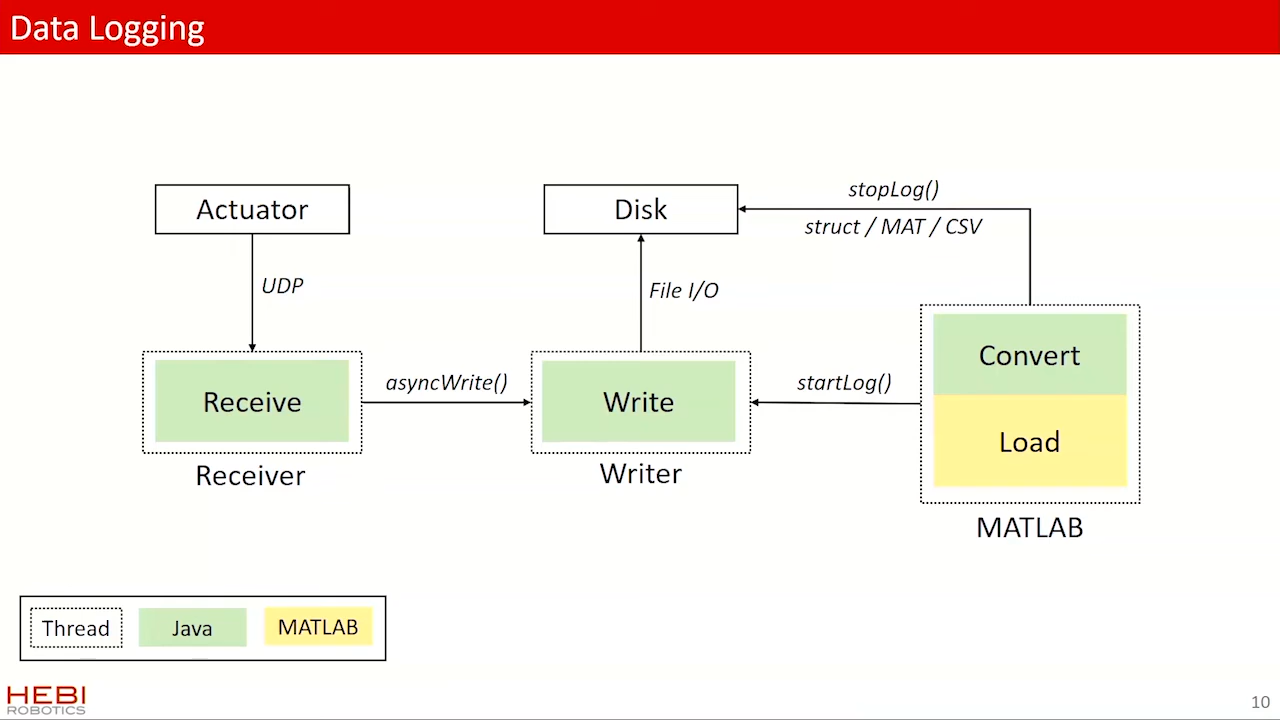 Data Logging
Actuator
Disk
stopLog()
struct / MAT / CSV
UDP
File I/O
Receive
asyncWrite()
Write
startLog()
Convert
Load
Receiver
Writer
MATLAB
Thread
Java
MATLAB
HEBI
ROBOTICS
10